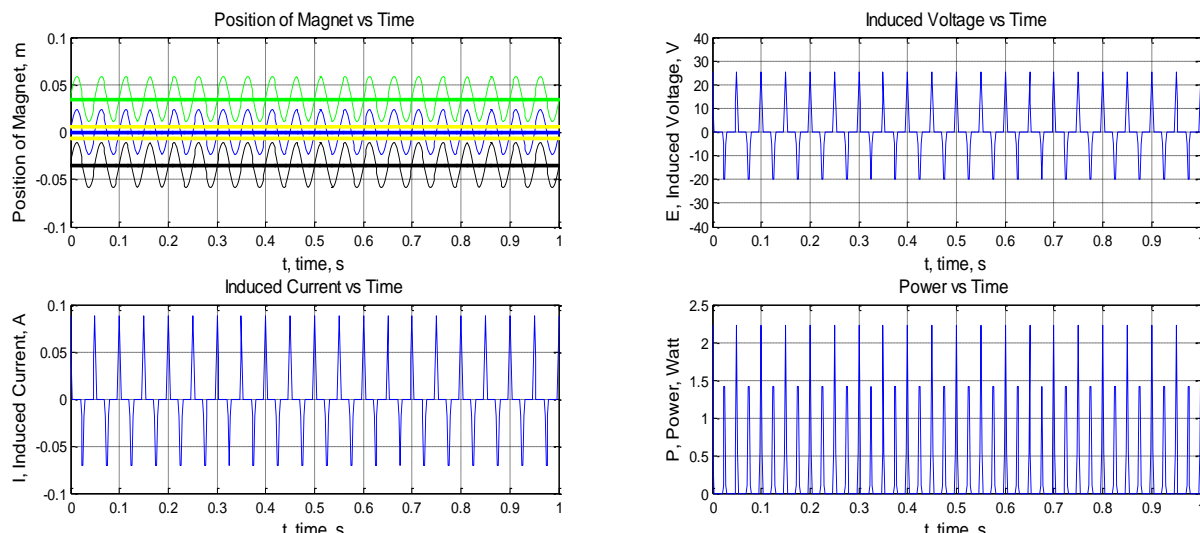 Position of Magnet vs Time
Position of Magnet, m
0.1
0.05
0
-0.05
-0.1
0 0.1 0.2 0.3 0.4 0.5 0.6 0.7 0.8 0.9 1
t, time, s
Induced Voltage vs Time
E, Induced Voltage, V
40
30
20
10
0
-10
-20
-30
-40
0 0.1 0.2 0.3 0.4 0.5 0.6 0.7 0.8 0.9 1
t, time, s
Induced Current vs Time
I, Induced Current, A
0.1
0.05
0
-0.05
-0.1
0 0.1 0.2 0.3 0.4 0.5 0.6 0.7 0.8 0.9 1
t, time, s
Power vs Time
P, Power, Watt
2.5
2
1.5
1
0.5
0
0 0.1 0.2 0.3 0.4 0.5 0.6 0.7 0.8 0.9 1
t, time, s